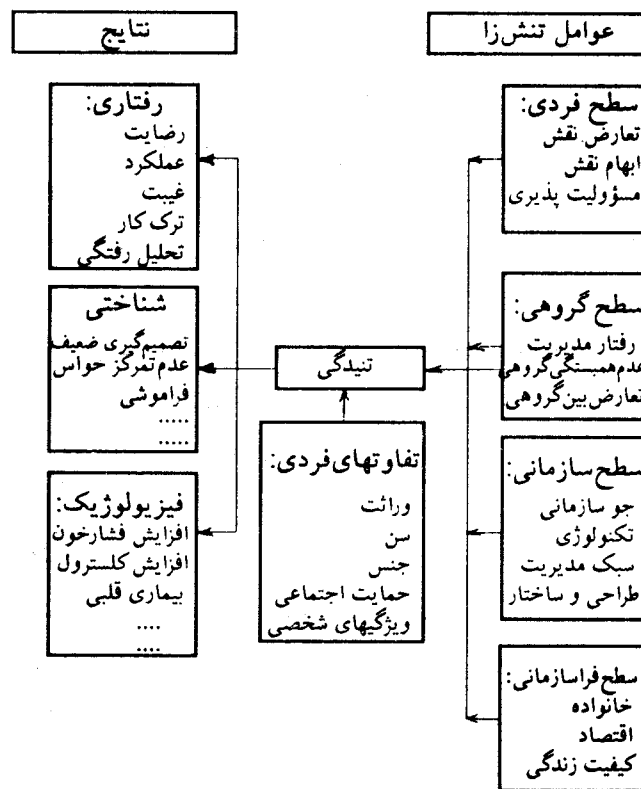 عوامل تنش‌زا
سطح فردی:
تعارض نقش
ابهام نقش
مسؤولیت پذیری
سطح گروهی:
رفتار مدیریت
عدم همبستگی گروهی
تعارض بین گروهی
سطح سازمانی:
جو سازمانی
تکنولوژی
سبک مدیریت
طراحی و ساختار
سطح فراسازمانی:
خانواده
اقتصاد
کیفیت زندگی
تنیدگی
تفاوتهای فردی:
وراثت
سن
جنس
حمایت اجتماعی
ویژگیهای شخصی
نتایج
رفتاری:
رضایت
عملکرد
غیبت
ترک کار
تحلیل رفتگی
شناختی
تصمیم‌گیری ضعیف
عدم تمرکز حواس
فراموشی
.....
.....
فیزیولوژیک:
افزایش فشارخون
افزایش کلسترول
بیماری قلبی
....
....